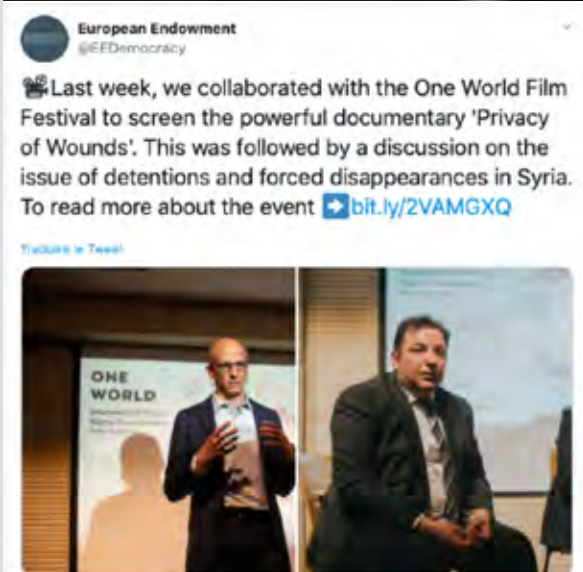 European Endowment
@EEDemocracy
Last week, we collaborated with the One World Film
Festival to screen the powerful documentary 'Privacy
of Wounds'. This was followed by a discussion on the
issue of detentions and forced disappearances in Syria.
To read more about the event ➡bit.ly/2VAMGXQ
Traduire le Tweet
ONE
WORLD